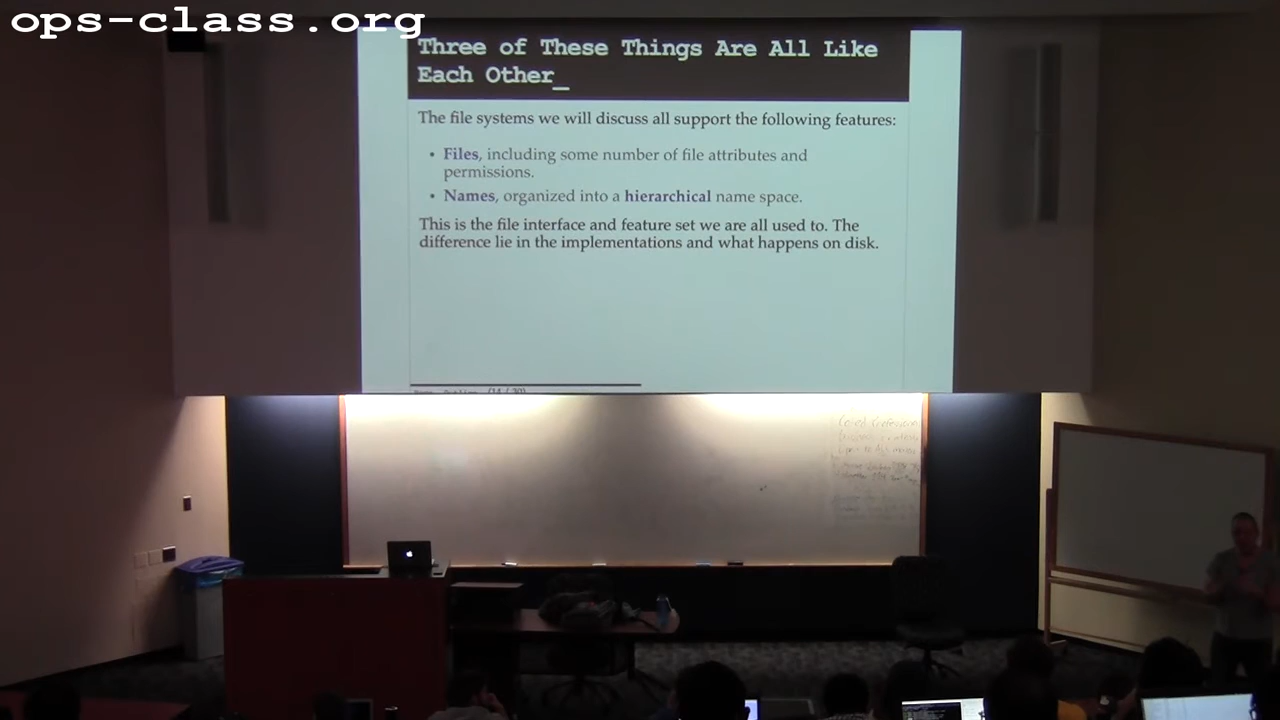 ops-class.org
Three of These Things Are All Like
Each Other_
The file systems we will discuss all support the following features:
• Files, including some number of file attributes and
permissions.
• Names, organized into a hierarchical name space.
This is the file interface and feature set we are all used to. The
difference lie in the implementations and what happens on disk.